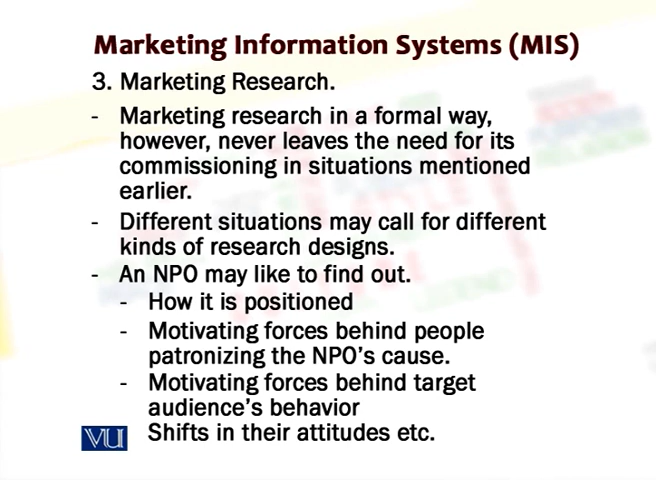 Marketing Information Systems (MIS)
3. Marketing Research.
- Marketing research in a formal way,
however, never leaves the need for its
commissioning in situations mentioned
earlier.
- Different situations may call for different
kinds of research designs.
- An NPO may like to find out.
- How it is positioned
- Motivating forces behind people
patronizing the NPO's cause.
- Motivating forces behind target
audience's behavior
VU Shifts in their attitudes etc.